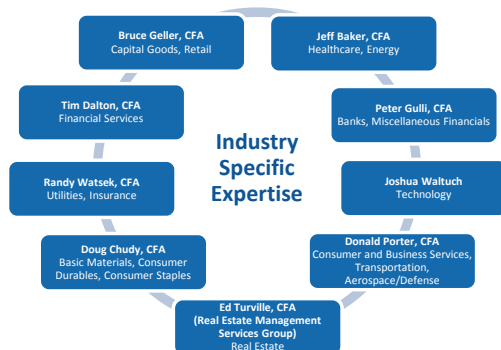 Bruce Geller, CFA
Capital Goods, Retail
Jeff Baker, CFA
Healthcare, Energy
Tim Dalton, CFA
Financial Services
Peter Gulli, CFA
Banks, Miscellaneous Financials
Industry
Specific
Expertise
Randy Watsek, CFA
Utilities, Insurance
Joshua Waltuch
Technology
Doug Chudy, CFA
Basic Materials, Consumer
Durables, Consumer Staples
Donald Porter, CFA
Consumer and Business Services,
Transportation,
Aerospace/Defense
Ed Turville, CFA
(Real Estate Management
Services Group)
Real Estate